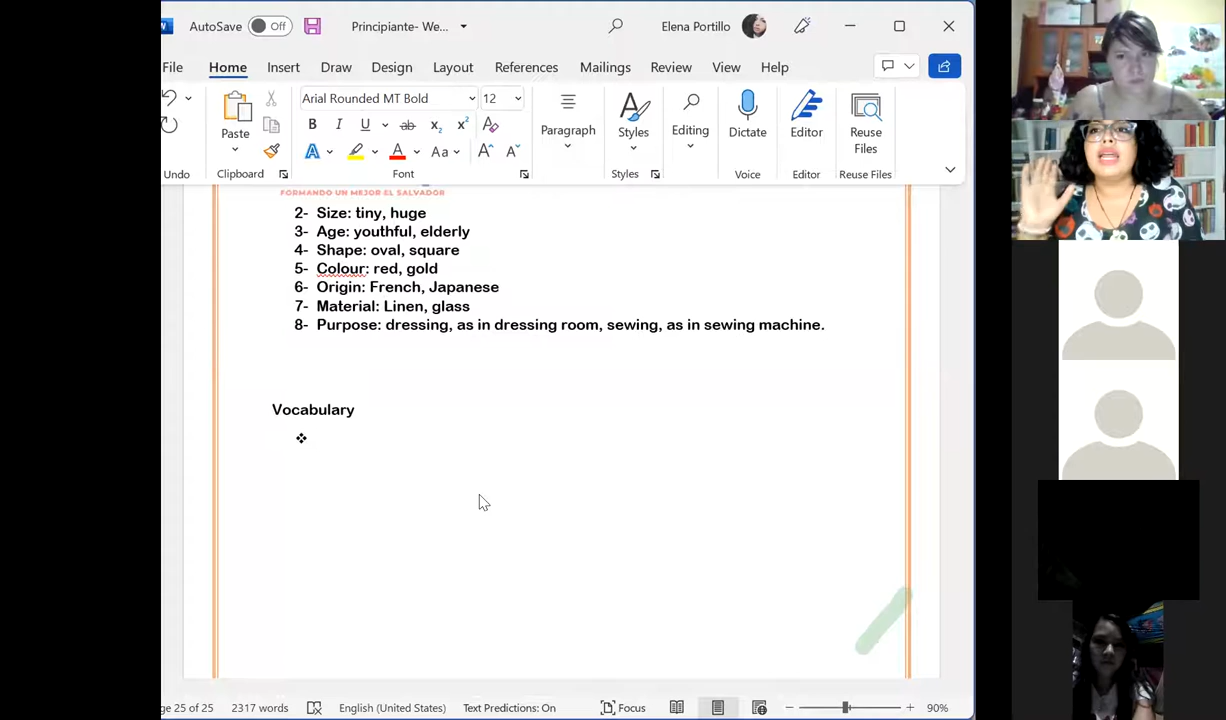 AutoSave Off Principiante- We... Elena Portillo
File Home Insert Draw Design Layout References Mailings Review View Help
Arial Rounded MT Bold 12
Paste Paragraph Styles Editing Dictate Editor Reuse Files
B I U ab x₂ x² A
A A Aa A A
Undo Clipboard Font Styles Voice Editor Reuse Files
FORMANDO UN MEJOR EL SALVADOR
2- Size: tiny, huge
3- Age: youthful, elderly
4- Shape: oval, square
5- Colour: red, gold
6- Origin: French, Japanese
7- Material: Linen, glass
8- Purpose: dressing, as in dressing room, sewing, as in sewing machine.
Vocabulary
ge 25 of 25 2317 words English (United States) Text Predictions: On Focus 90%